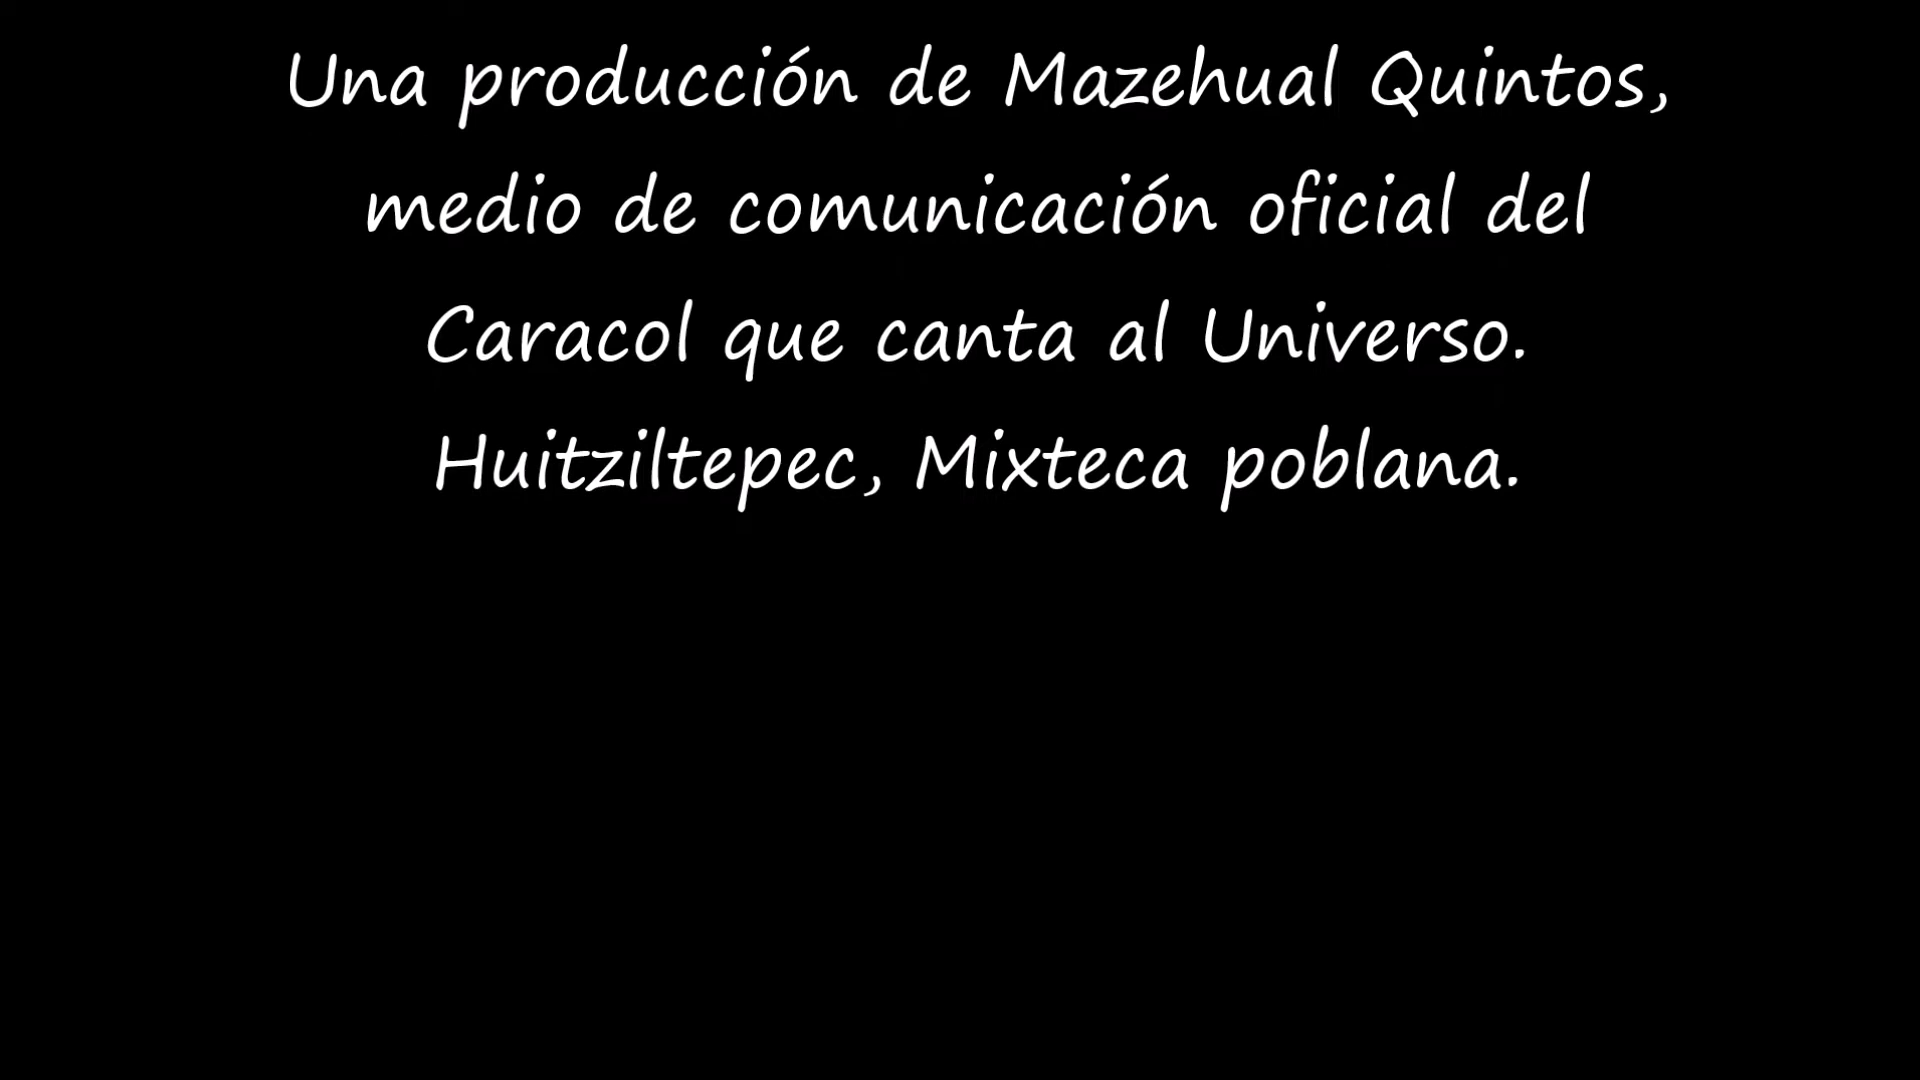 Una producción de Mazehual Quintos,
medio de comunicación oficial del
Caracol que canta al Universo.
Huitziltepec, Mixteca poblana.